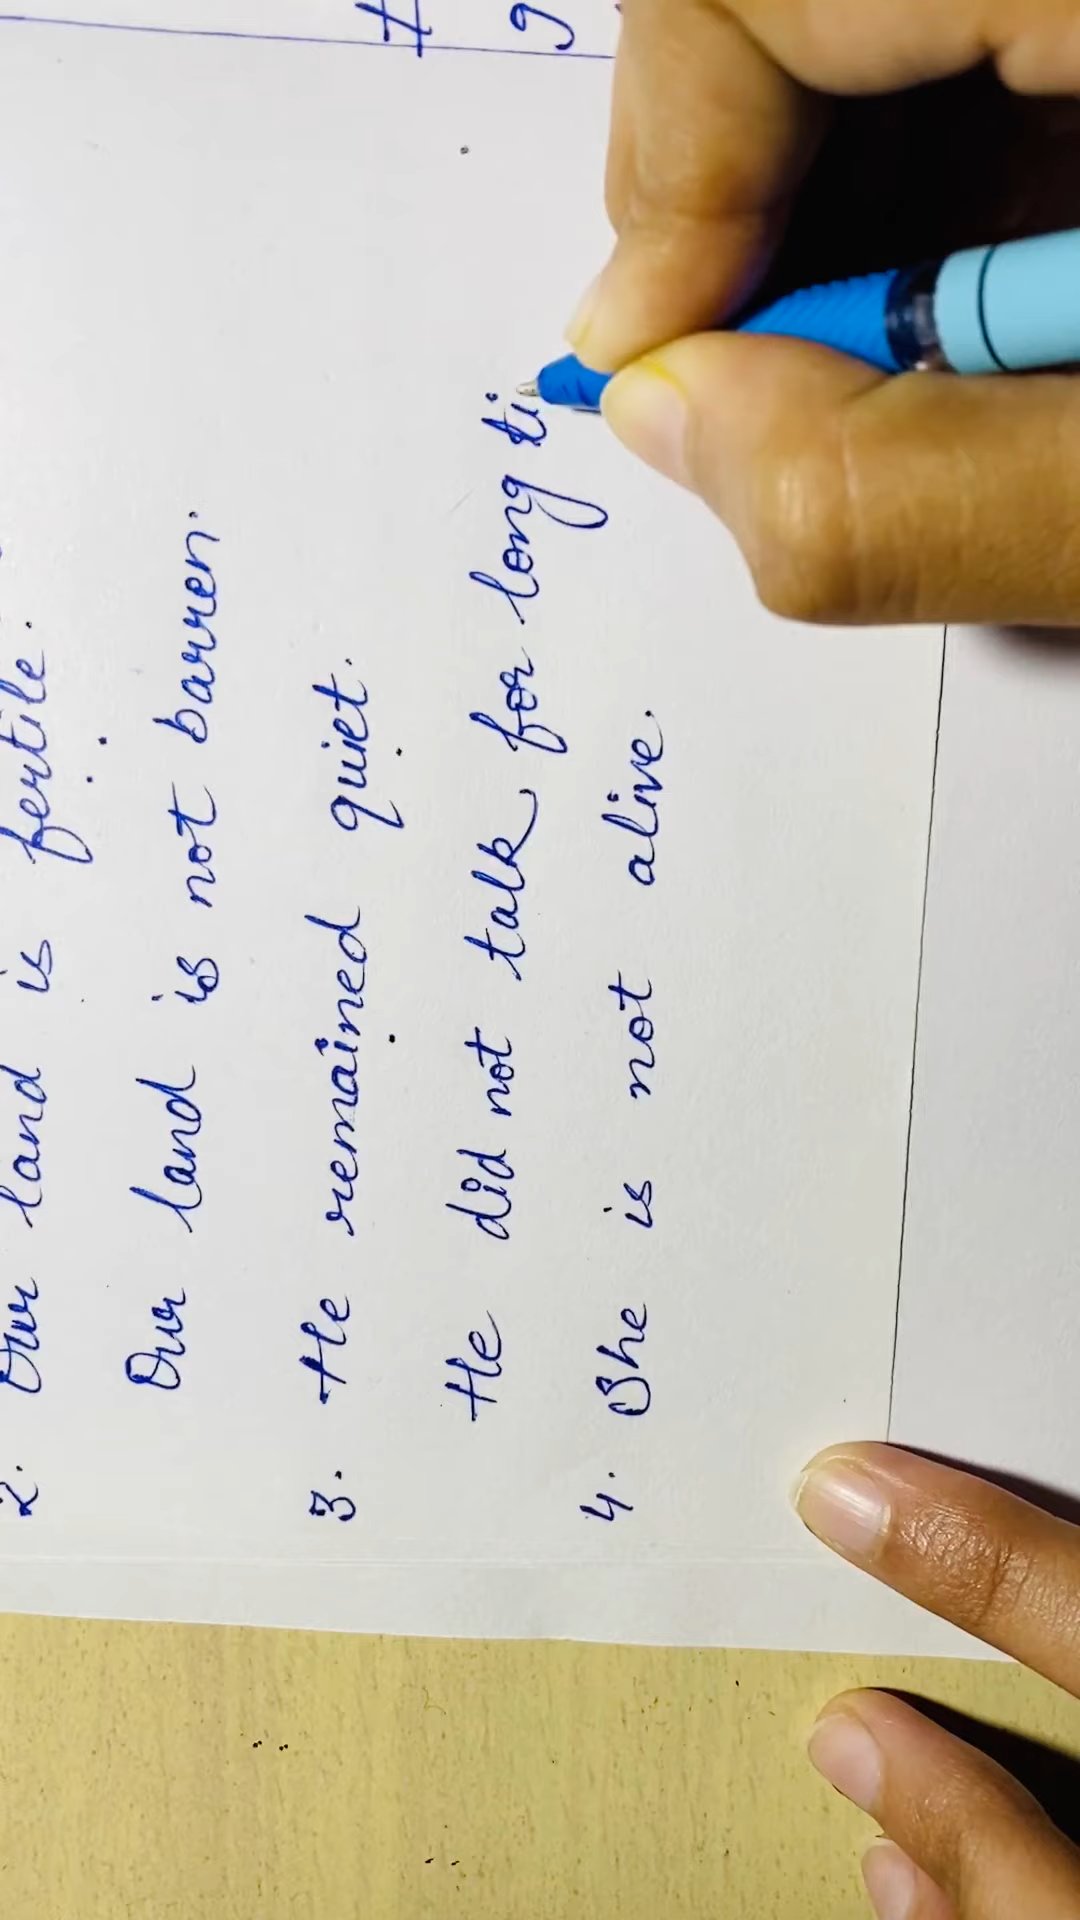 2. Our land is fertile.
Our land is not barren.
3. He remained quiet.
He did not talk for long ti
4. She is not alive.